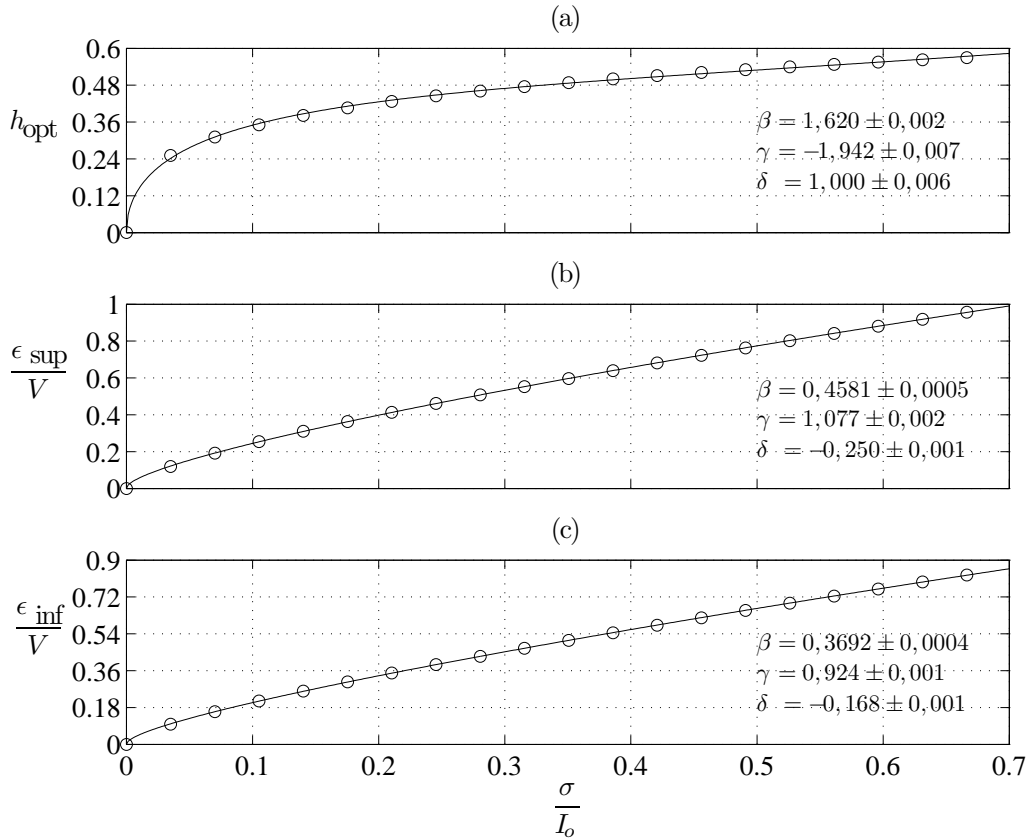 (a)
0.6
0.48
0.36
0.24
0.12
0
h_opt
β = 1,620 ± 0,002
γ = −1,942 ± 0,007
δ = 1,000 ± 0,006
(b)
1
0.8
0.6
0.4
0.2
0
ϵ sup
V
β = 0,4581 ± 0,0005
γ = 1,077 ± 0,002
δ = −0,250 ± 0,001
(c)
0.9
0.72
0.54
0.36
0.18
0
ϵ inf
V
β = 0,3692 ± 0,0004
γ = 0,924 ± 0,001
δ = −0,168 ± 0,001
0 0.1 0.2 0.3 0.4 0.5 0.6 0.7
σ
I_o